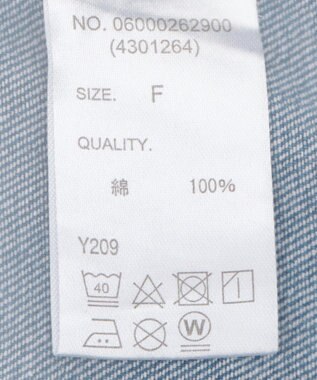 NO. 06000262900
(4301264)
SIZE. F
QUALITY.
綿 100%
Y209
40
W